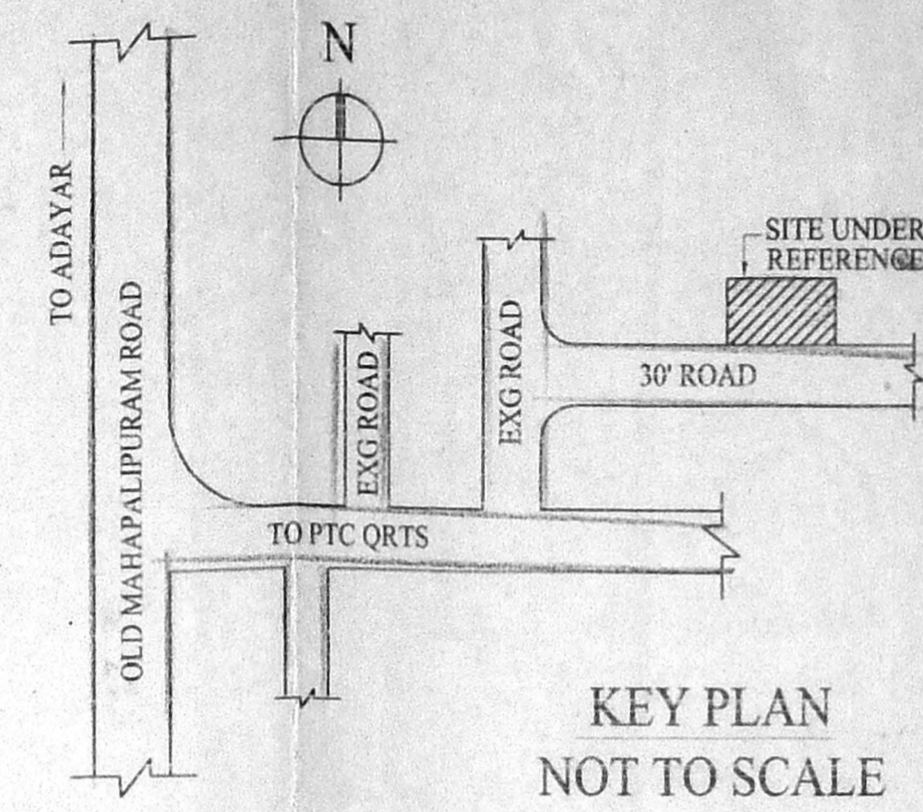 N
TO ADAYAR
OLD MAHAPALIPURAM ROAD
SITE UNDER
REFERENCE
EXG ROAD
EXG ROAD
30' ROAD
TO PTC QRTS
KEY PLAN
NOT TO SCALE